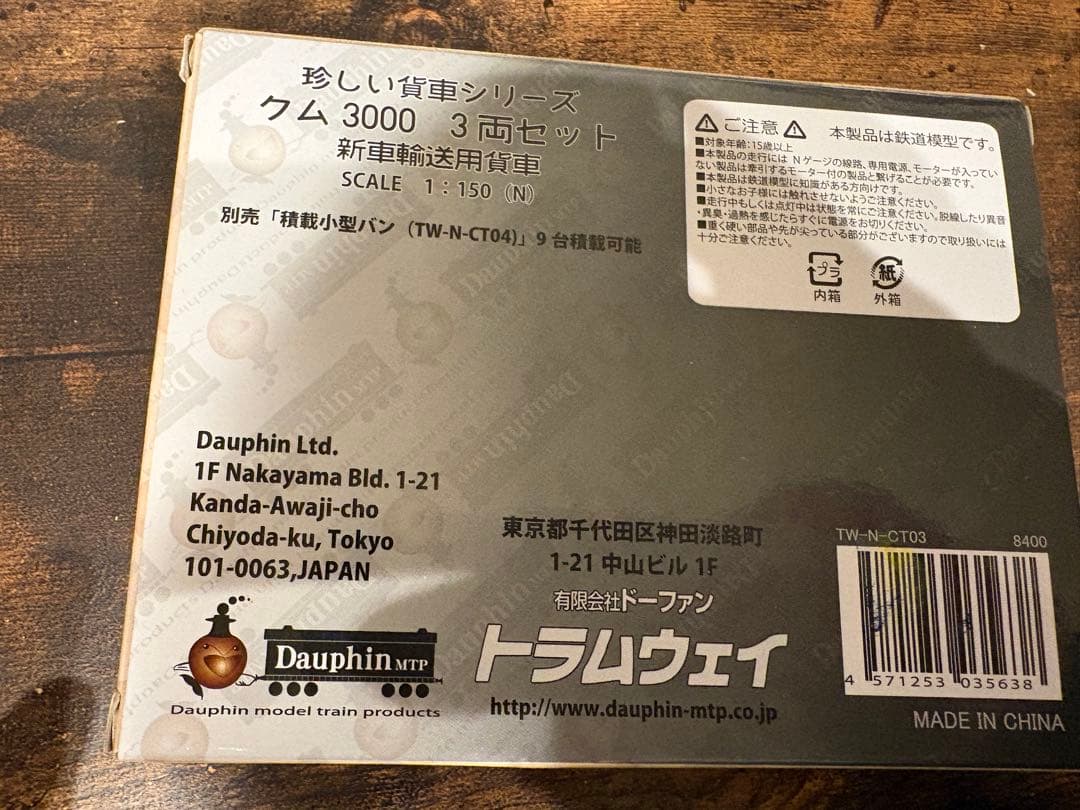 珍しい貨車シリーズ
クム 3000 3両セット
新車輸送用貨車
SCALE 1：150（N）
別売「積載小型バン（TW-N-CT04）」9 台積載可能
⚠ ご注意 ⚠ 本製品は鉄道模型です。
■対象年齢：15歳以上
■本製品の走行には Nゲージの線路、専用電源、モーターが入ってい
ない製品は牽引するモーター付の製品と繋げることが必要です。
■本製品は鉄道模型に知識がある方向けです。
■小さなお子様には触れさせないようご注意ください。
■走行中もしくは点灯中は状態を常にご注意ください。脱線したり異音
・異臭・過熱を感じたらすぐに電源をお切りください。
■重く硬い部品や先が尖っている部分がございますので取り扱いには
十分ご注意ください。
プラ 紙
内箱 外箱
Dauphin Ltd.
1F Nakayama Bld. 1-21
Kanda-Awaji-cho
Chiyoda-ku, Tokyo
101-0063,JAPAN
Dauphin MTP
Dauphin model train products
東京都千代田区神田淡路町
1-21 中山ビル 1F
有限会社ドーファン
トラムウェイ
http://www.dauphin-mtp.co.jp
TW-N-CT03 8400
4 571253 035638
MADE IN CHINA